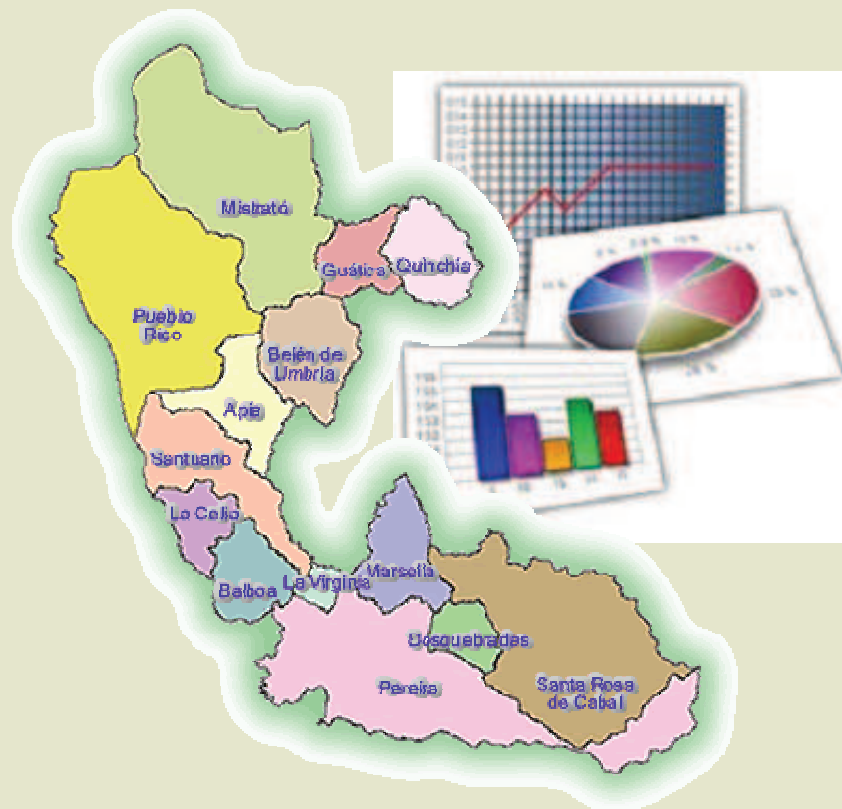 Mistrató
Guática
Quinchía
Pueblo
Rico
Belén de
Umbría
Apía
Santuario
La Celia
Balboa
La Virginia
Marsella
Dosquebradas
Pereira
Santa Rosa
de Cabal